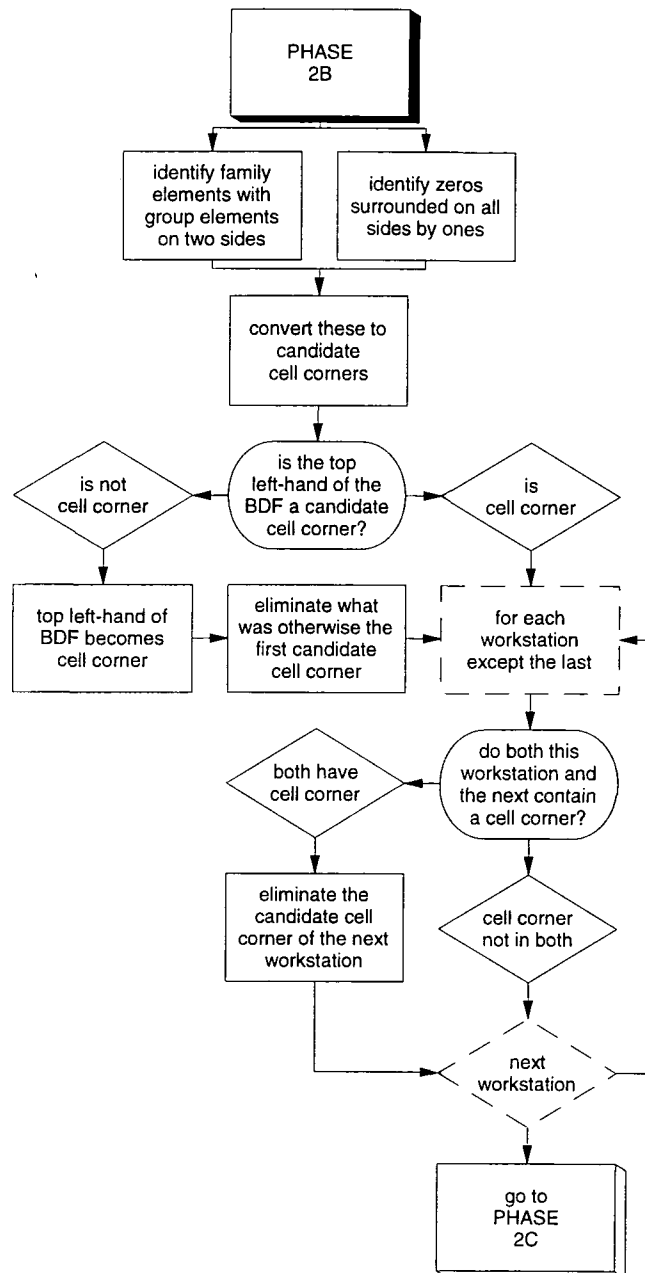 PHASE
2B
identify family
elements with
group elements
on two sides
identify zeros
surrounded on all
sides by ones
convert these to
candidate
cell corners
is not
cell corner
is the top
left-hand of the
BDF a candidate
cell corner?
is
cell corner
top left-hand of
BDF becomes
cell corner
eliminate what
was otherwise the
first candidate
cell corner
for each
workstation
except the last
both have
cell corner
do both this
workstation and
the next contain
a cell corner?
eliminate the
candidate cell
corner of the next
workstation
cell corner
not in both
next
workstation
go to
PHASE
2C